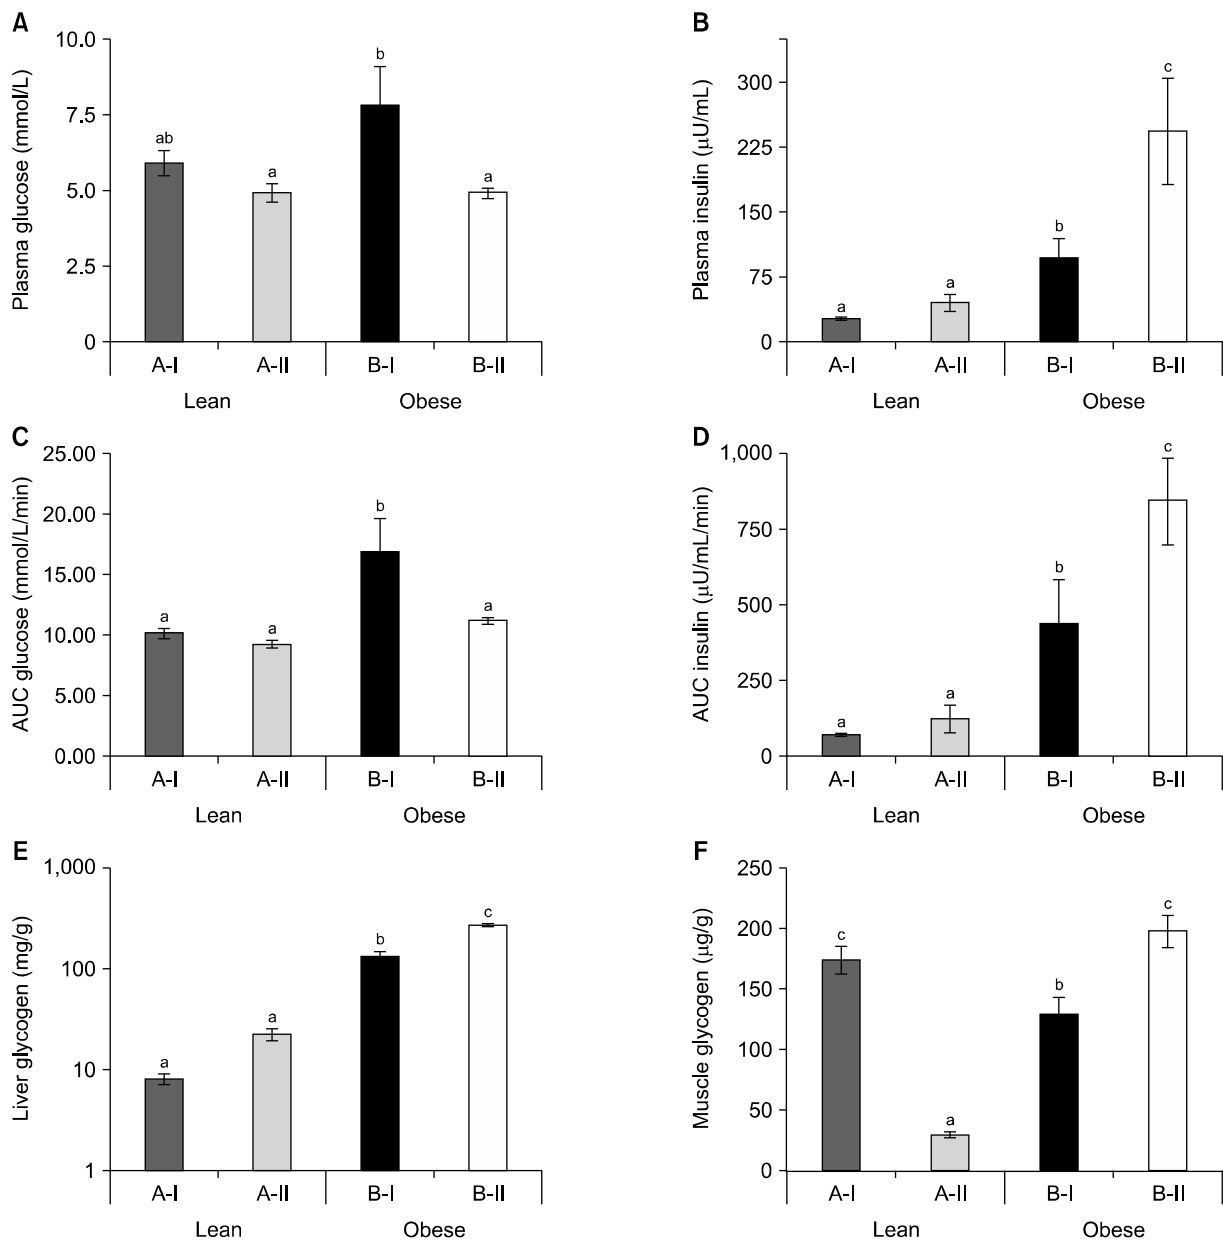 A
Plasma glucose (mmol/L)
10.0
7.5
5.0
2.5
0
ab
a
b
a
A-I A-II B-I B-II
Lean Obese
B
Plasma insulin (μU/mL)
300
225
150
75
0
a
a
b
c
A-I A-II B-I B-II
Lean Obese
C
AUC glucose (mmol/L/min)
25.00
20.00
15.00
10.00
5.00
0.00
a
a
b
a
A-I A-II B-I B-II
Lean Obese
D
AUC insulin (μU/mL/min)
1,000
750
500
250
0
a
a
b
c
A-I A-II B-I B-II
Lean Obese
E
Liver glycogen (mg/g)
1,000
100
10
1
a
a
b
c
A-I A-II B-I B-II
Lean Obese
F
Muscle glycogen (μg/g)
250
200
150
100
50
0
c
a
b
c
A-I A-II B-I B-II
Lean Obese